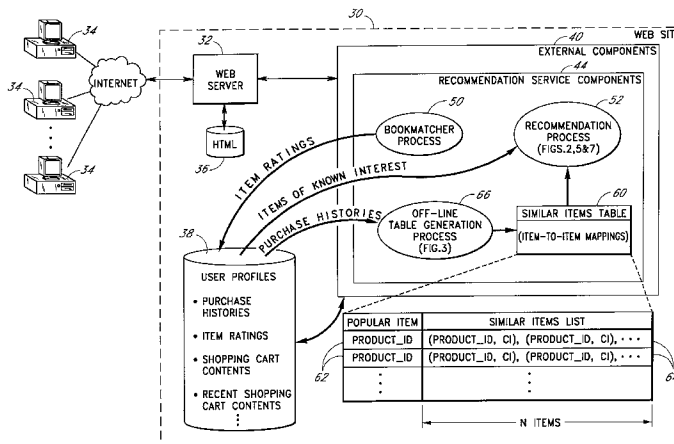 30
WEB SIT
34
32
40
EXTERNAL COMPONENTS
44
RECOMMENDATION SERVICE COMPONENTS
WEB
SERVER
INTERNET
34
50
52
BOOKMATCHER
PROCESS
RECOMMENDATION
PROCESS
(FIGS.2,5&7)
HTML
36
34
ITEM RATINGS
ITEMS OF KNOWN INTEREST
PURCHASE HISTORIES
66
60
OFF-LINE
TABLE GENERATION
PROCESS
(FIG.3)
SIMILAR ITEMS TABLE
(ITEM-TO-ITEM MAPPINGS)
38
USER PROFILES
• PURCHASE
HISTORIES
• ITEM RATINGS
• SHOPPING CART
CONTENTS
• RECENT SHOPPING
CART CONTENTS
POPULAR ITEM
SIMILAR ITEMS LIST
PRODUCT_ID
(PRODUCT_ID, CI), (PRODUCT_ID, CI), ···
PRODUCT_ID
(PRODUCT_ID, CI), (PRODUCT_ID, CI), ···
62
N ITEMS